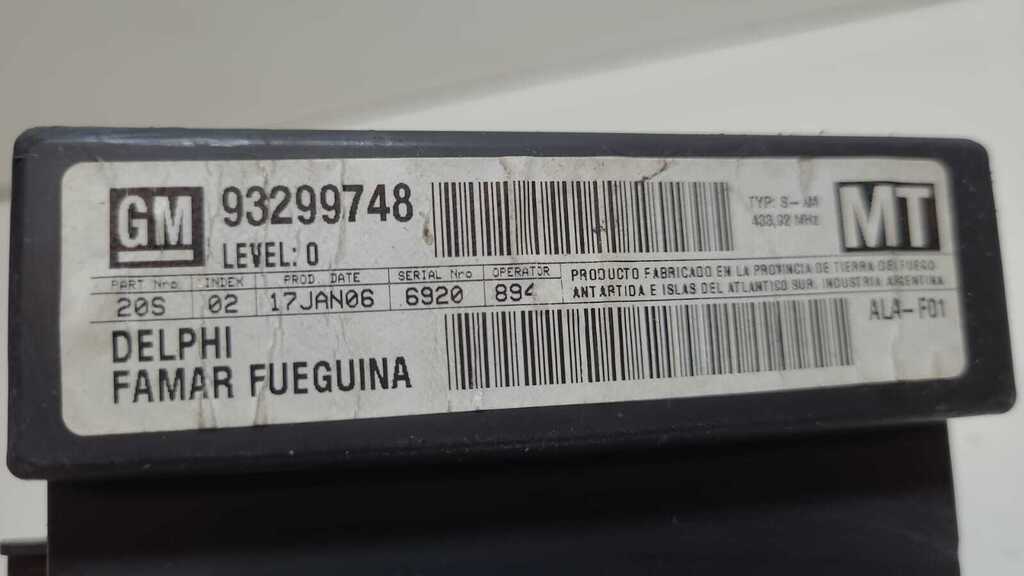 GM 93299748
LEVEL: 0
TYP: S-AM
433,92 MHz
MT
PART Nro. INDEX PROD. DATE SERIAL Nro OPERATOR
20S 02 17JAN06 6920 894
PRODUCTO FABRICADO EN LA PROVINCIA DE TIERRA DEL FUEGO
ANTARTIDA E ISLAS DEL ATLANTICO SUR. INDUSTRIA ARGENTINA
DELPHI
FAMAR FUEGUINA
ALA-F01